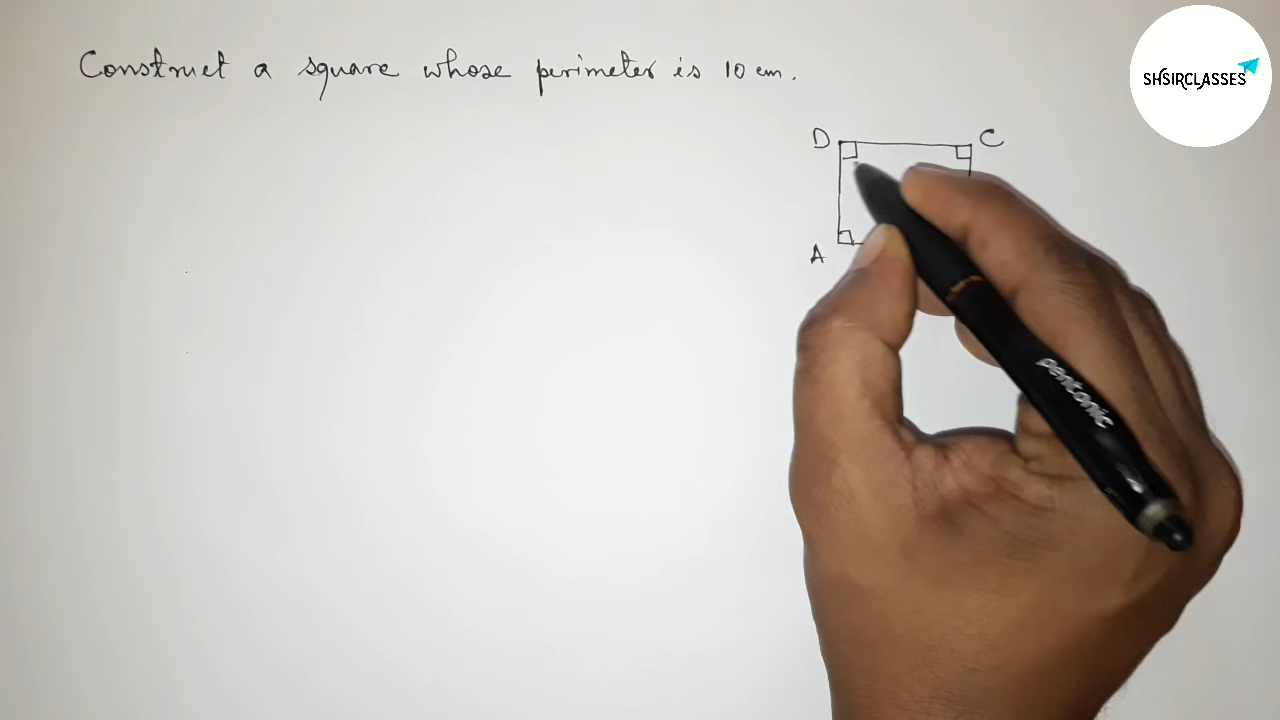 Construct a square whose perimeter is 10 cm.
SHSIRCLASSES
D C
A
pentonic